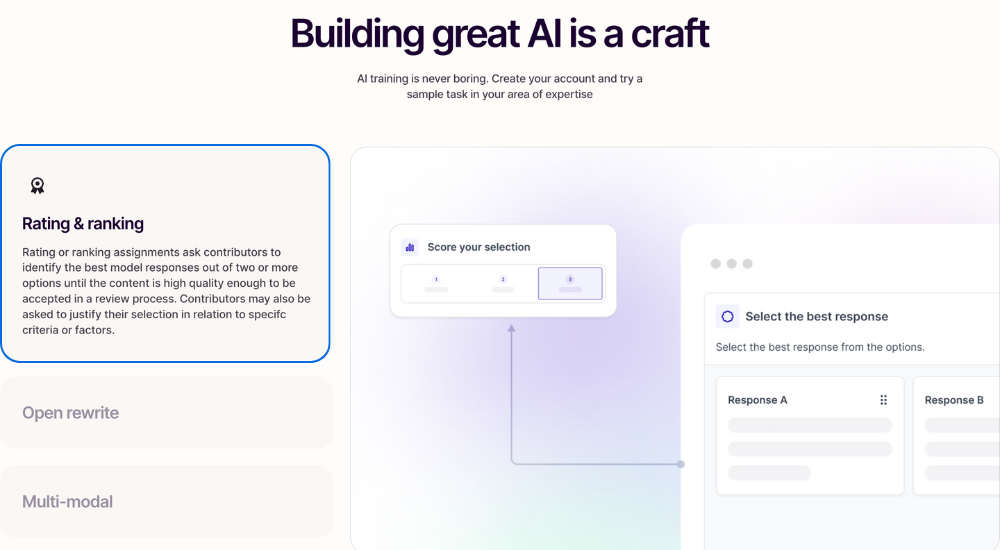 Building great AI is a craft
AI training is never boring. Create your account and try a
sample task in your area of expertise
Rating & ranking
Rating or ranking assignments ask contributors to
identify the best model responses out of two or more
options until the content is high quality enough to be
accepted in a review process. Contributors may also be
asked to justify their selection in relation to specifc
criteria or factors.
Open rewrite
Multi-modal
Score your selection
1 2 3
Select the best response
Select the best response from the options.
Response A
Response B